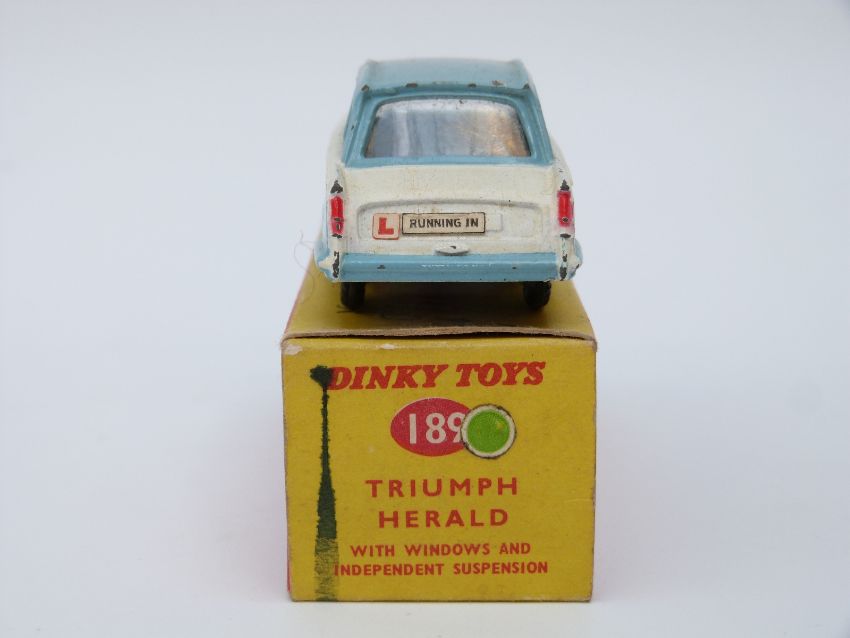 L RUNNING IN
DINKY TOYS
189
TRIUMPH
HERALD
WITH WINDOWS AND
INDEPENDENT SUSPENSION